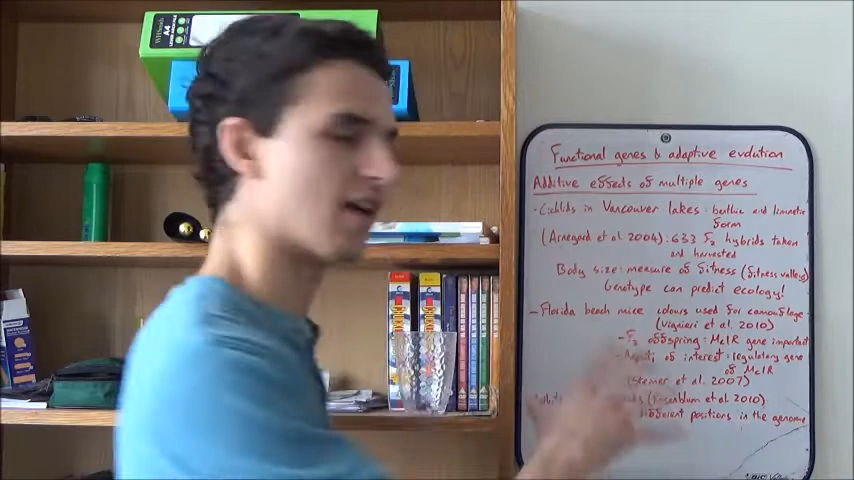 WHSmith
A4
Functional genes & adaptive evolution
Additive effects of multiple genes
- Cichlids in Vancouver lakes: benthic and limnetic
form
(Arnegard et al. 2004): 633 F2 hybrids taken
and harvested
Body size: measure of fitness (fitness valleys)
Genotype can predict ecology!
- Florida beach mice colours used for camouflage
(Vignieri et al. 2010)
- F2 offspring: Mc1R gene important
of interest: regulatory gene
of Mc1R
(Steiner et al. 2007)
(Rosenblum et al. 2010)
different positions in the genome